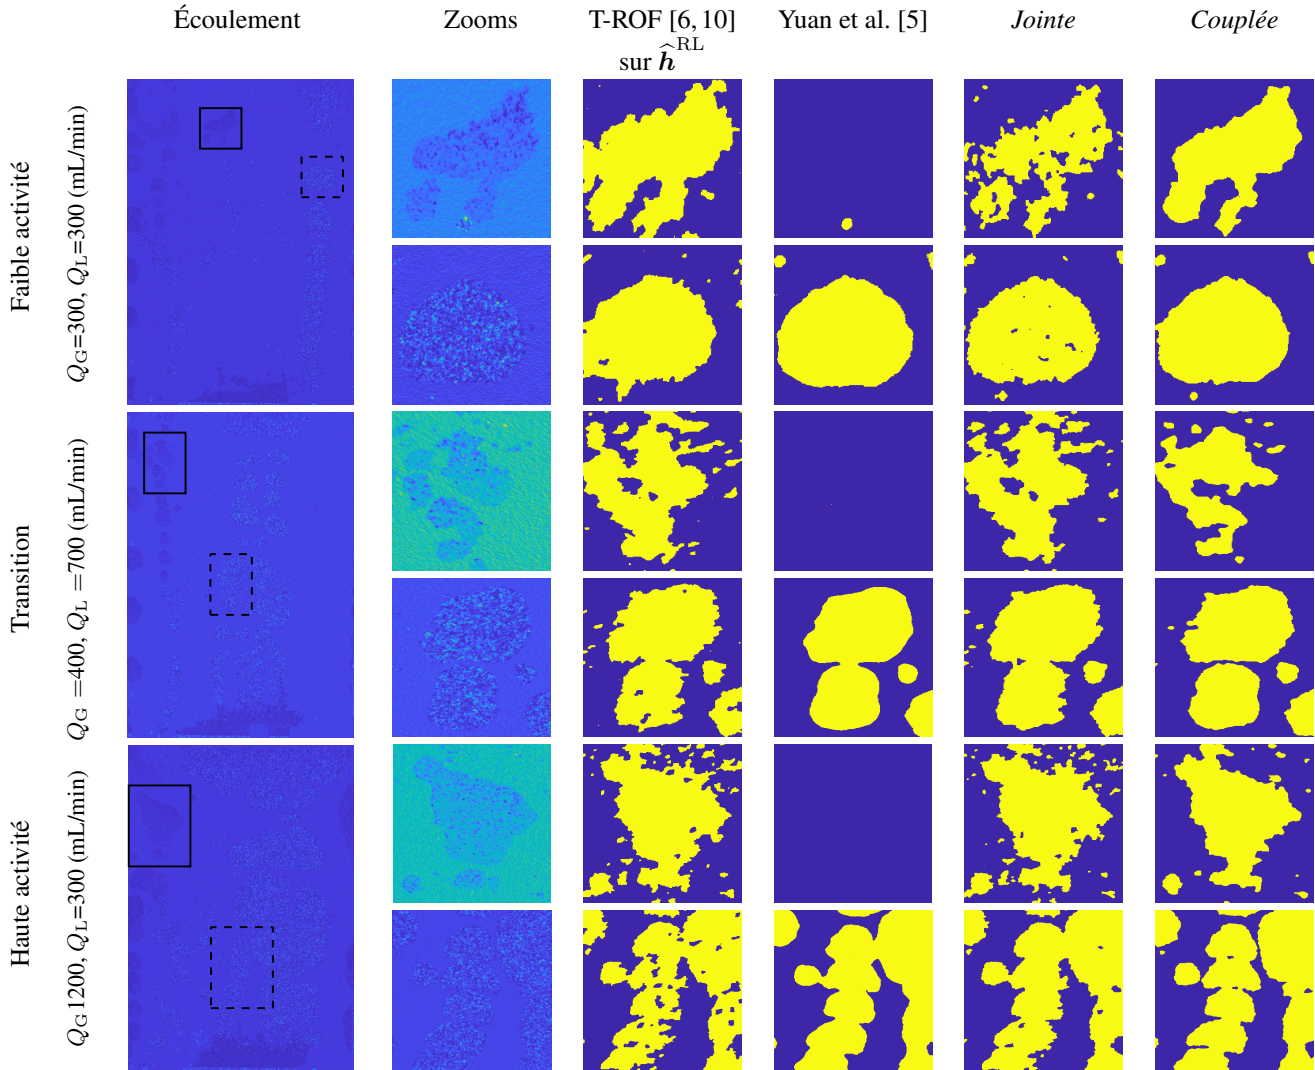 Écoulement Zooms T-ROF [6, 10] Yuan et al. [5] Jointe Couplée
sur ĥ^RL
Faible activité
Q_G=300, Q_L=300 (mL/min)
Transition
Q_G =400, Q_L =700 (mL/min)
Haute activité
Q_G 1200, Q_L=300 (mL/min)